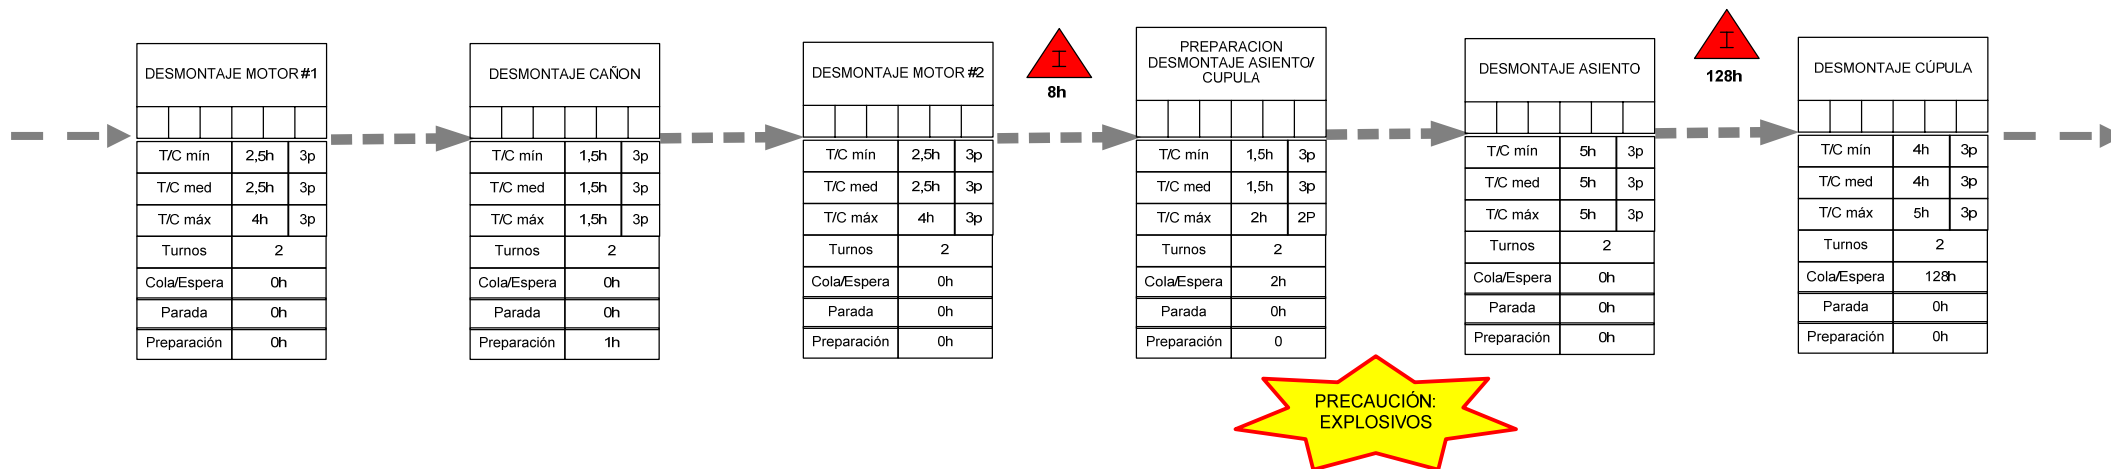 DESMONTAJE MOTOR #1
T/C mín 2,5h 3p
T/C med 2,5h 3p
T/C máx 4h 3p
Turnos 2
Cola/Espera 0h
Parada 0h
Preparación 0h
DESMONTAJE CAÑON
T/C mín 1,5h 3p
T/C med 1,5h 3p
T/C máx 1,5h 3p
Turnos 2
Cola/Espera 0h
Parada 0h
Preparación 1h
DESMONTAJE MOTOR #2
T/C mín 2,5h 3p
T/C med 2,5h 3p
T/C máx 4h 3p
Turnos 2
Cola/Espera 0h
Parada 0h
Preparación 0h
I
8h
PREPARACION
DESMONTAJE ASIENTO/
CUPULA
T/C mín 1,5h 3p
T/C med 1,5h 3p
T/C máx 2h 2P
Turnos 2
Cola/Espera 2h
Parada 0h
Preparación 0
PRECAUCIÓN:
EXPLOSIVOS
DESMONTAJE ASIENTO
T/C mín 5h 3p
T/C med 5h 3p
T/C máx 5h 3p
Turnos 2
Cola/Espera 0h
Parada 0h
Preparación 0h
I
128h
DESMONTAJE CÚPULA
T/C mín 4h 3p
T/C med 4h 3p
T/C máx 5h 3p
Turnos 2
Cola/Espera 128h
Parada 0h
Preparación 0h